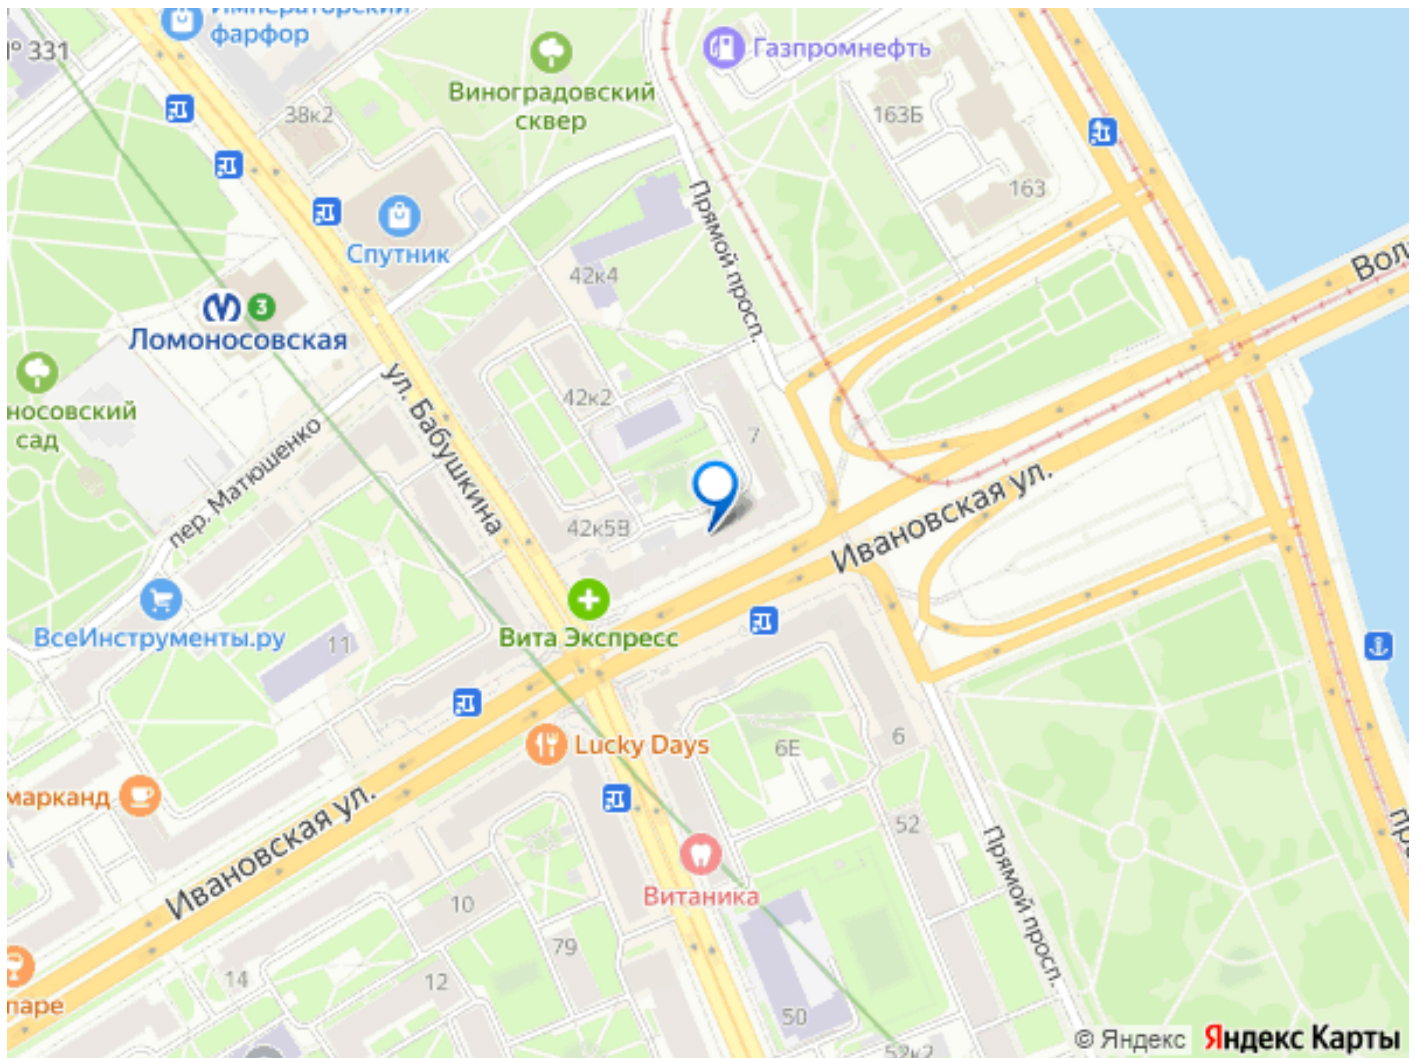 Императорский
фарфор
№ 331
Газпромнефть
Виноградовский
сквер
38к2
163Б
163
Спутник
Прямой просп.
42к4
3
Ломоносовская
42к2
ул. Бабушкина
носовский
сад
пер. Матюшенко
7
42к5В
Ивановская ул.
Вита Экспресс
ВсеИнструменты.ру
11
Lucky Days
6Е
6
марканд
Ивановская ул.
52
Прямой просп.
Витаника
10
79
14
12
паре
50
52к2
© Яндекс Яндекс Карты